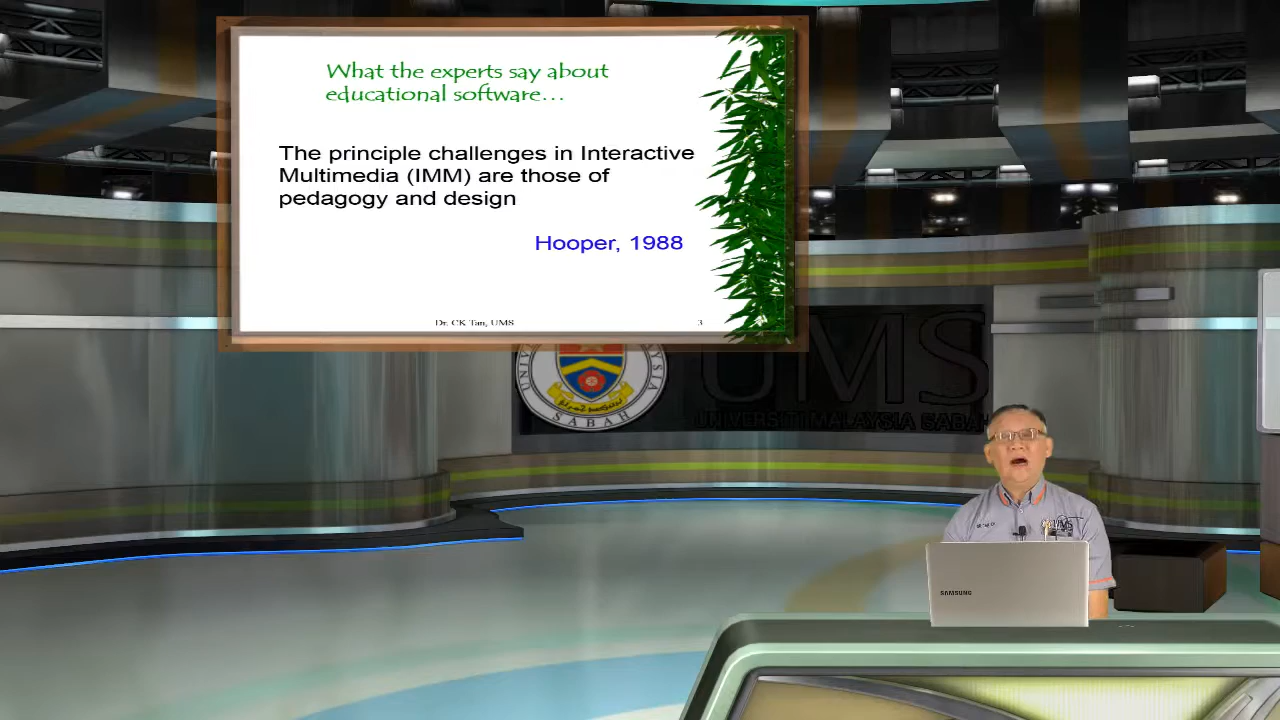 What the experts say about
educational software…
The principle challenges in Interactive
Multimedia (IMM) are those of
pedagogy and design
Hooper, 1988
Dr. CK Tan, UMS
3
UMS
UNIVERSITI MALAYSIA SABAH
SABAH
UMS
SAMSUNG